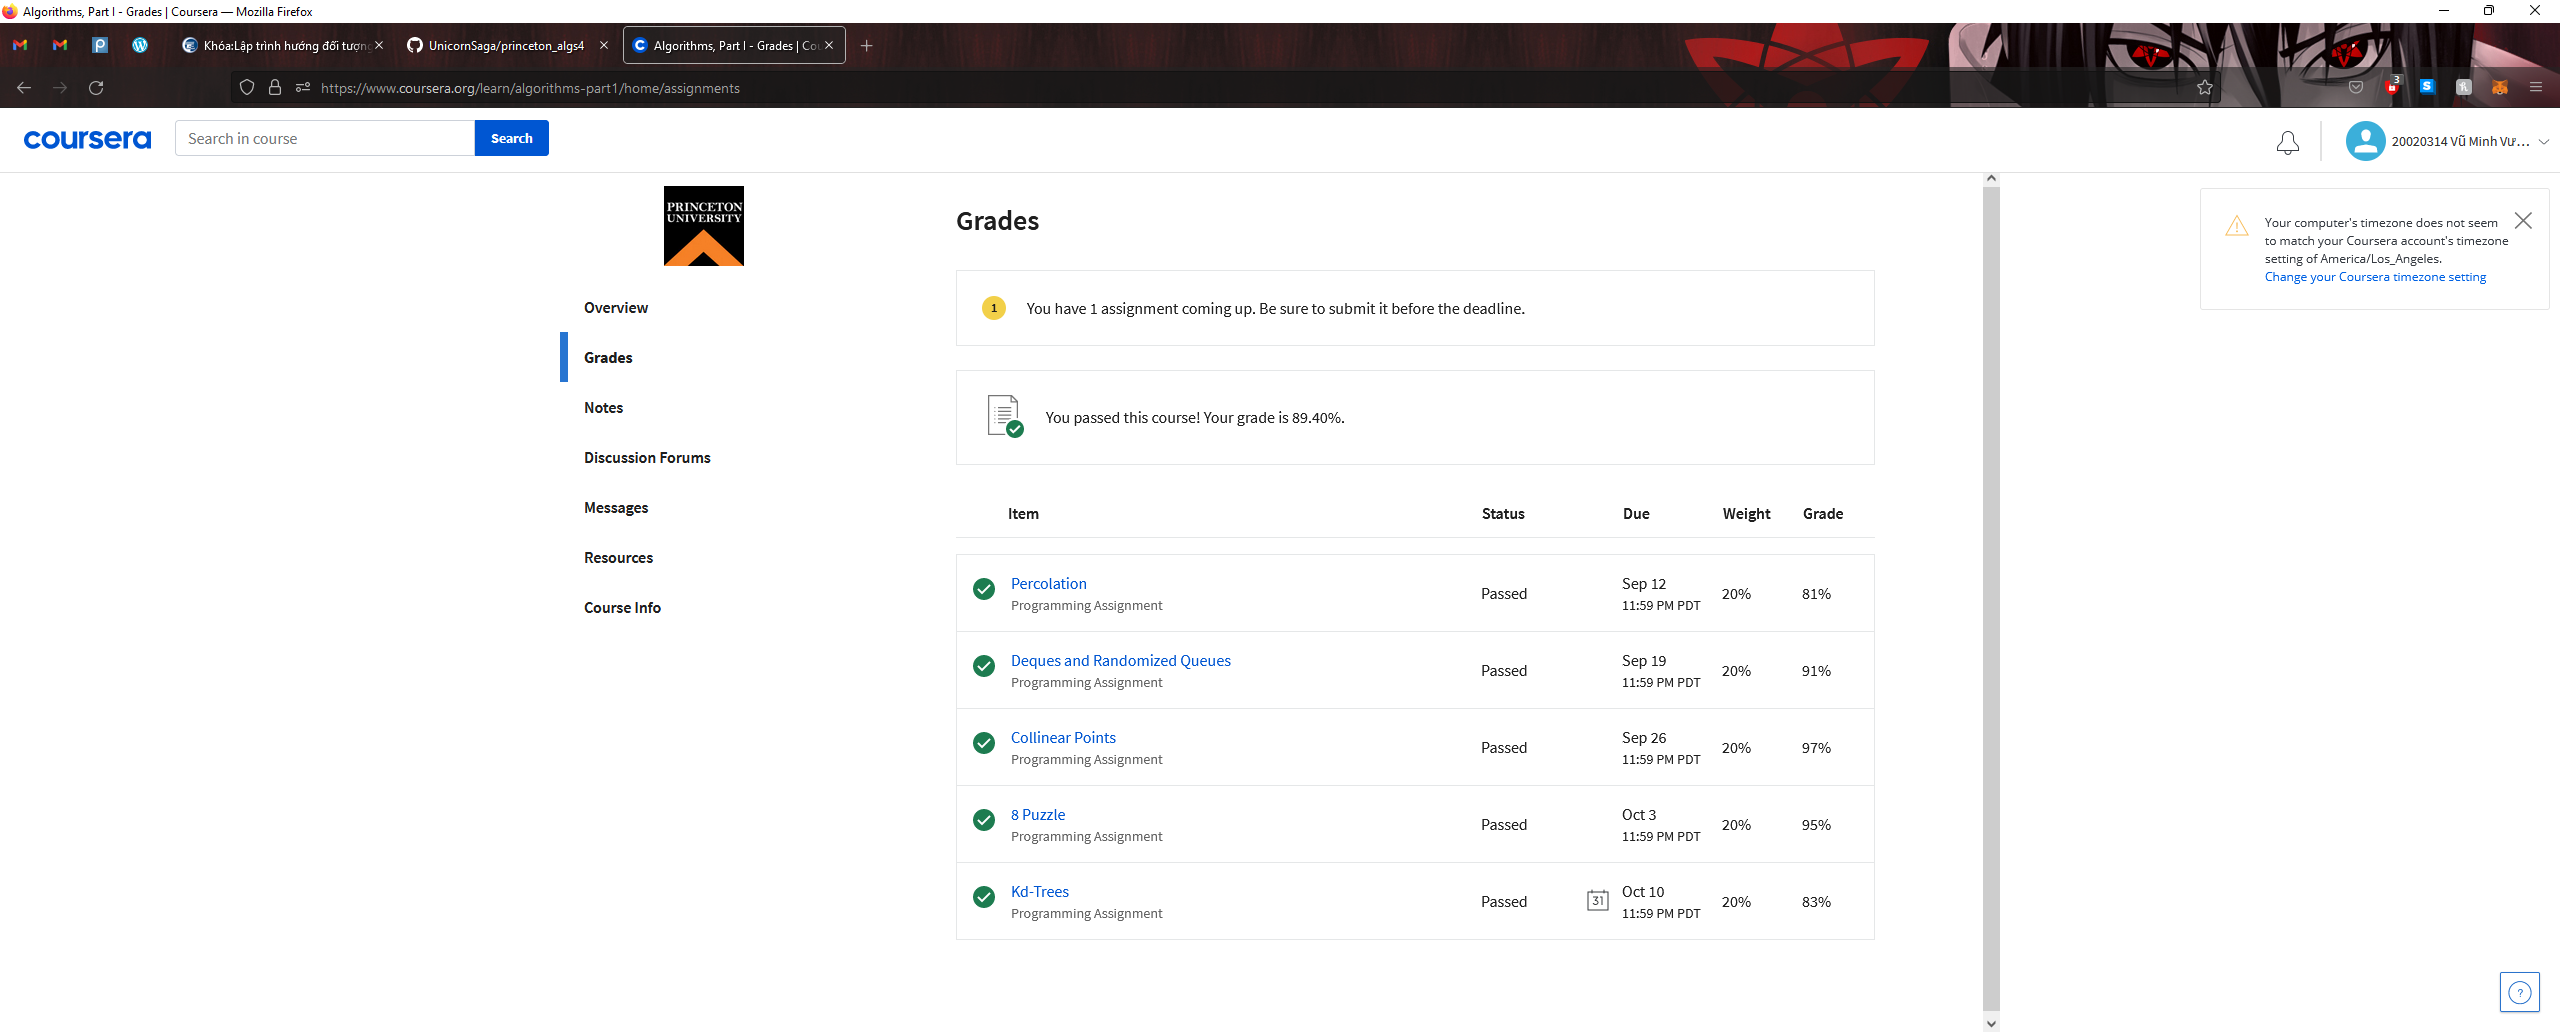 Algorithms, Part I - Grades | Coursera — Mozilla Firefox
Khóa:Lập trình hướng đối tượng
UnicornSaga/princeton_algs4
Algorithms, Part I - Grades | Co
https://www.coursera.org/learn/algorithms-part1/home/assignments
3
coursera
Search in course
Search
20020314 Vũ Minh Vư...
PRINCETON
UNIVERSITY
Overview
Grades
Notes
Discussion Forums
Messages
Resources
Course Info
Grades
1
You have 1 assignment coming up. Be sure to submit it before the deadline.
You passed this course! Your grade is 89.40%.
Item Status Due Weight Grade
Percolation
Programming Assignment
Passed
Sep 12
11:59 PM PDT
20%
81%
Deques and Randomized Queues
Programming Assignment
Passed
Sep 19
11:59 PM PDT
20%
91%
Collinear Points
Programming Assignment
Passed
Sep 26
11:59 PM PDT
20%
97%
8 Puzzle
Programming Assignment
Passed
Oct 3
11:59 PM PDT
20%
95%
Kd-Trees
Programming Assignment
Passed
31
Oct 10
11:59 PM PDT
20%
83%
Your computer's timezone does not seem
to match your Coursera account's timezone
setting of America/Los_Angeles.
Change your Coursera timezone setting